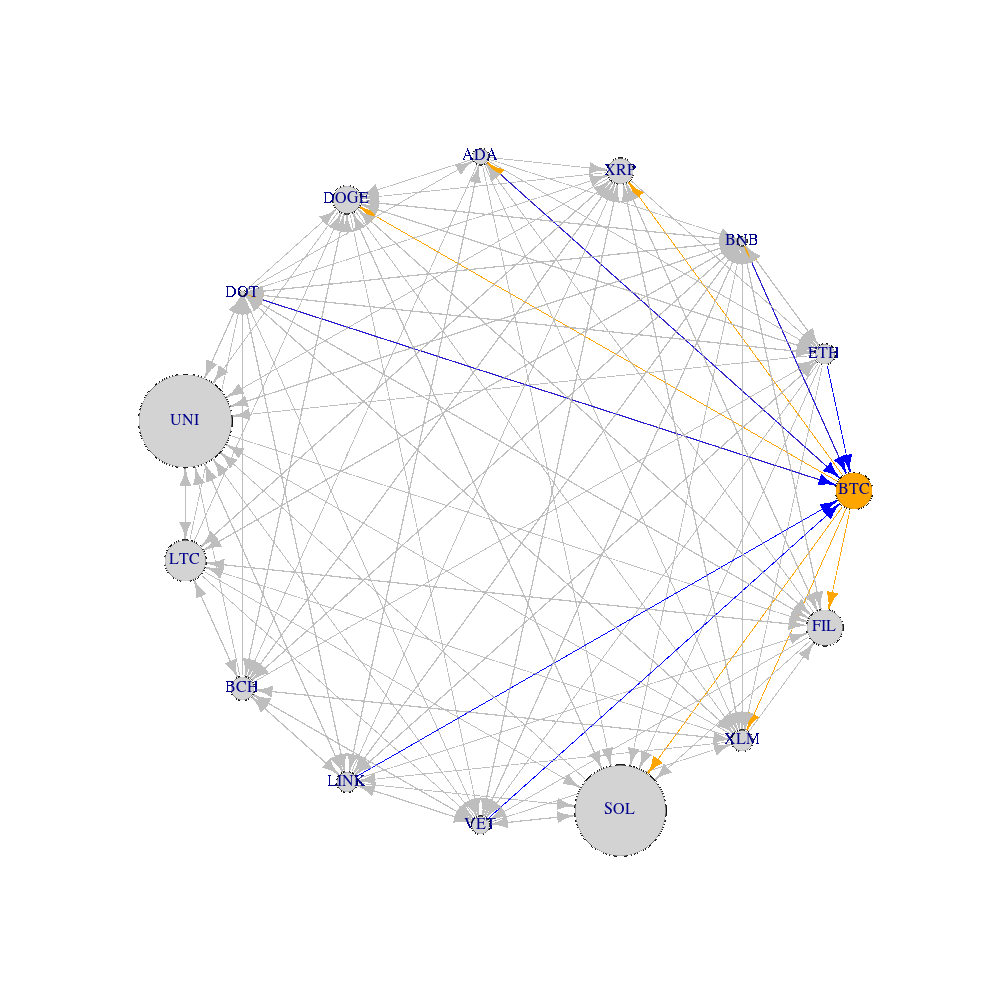 ADA
XRP
DOGE
BNB
DOT
ETH
UNI
BTC
LTC
FIL
BCH
XLM
LINK
SOL
VET